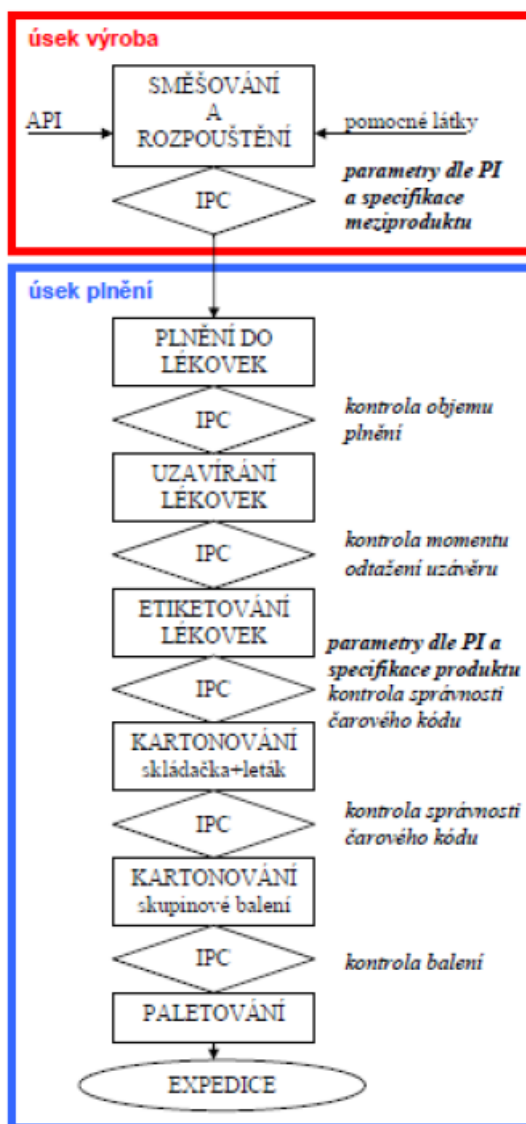 úsek výroba
SMĚŠOVÁNÍ
A
ROZPOUŠTĚNÍ
API
pomocné látky
IPC
parametry dle PI
a specifikace
meziproduktu
úsek plnění
PLNĚNÍ DO
LÉKOVEK
IPC
kontrola objemu
plnění
UZAVÍRÁNÍ
LÉKOVEK
IPC
kontrola momentu
odtažení uzávěru
ETIKETOVÁNÍ
LÉKOVEK
parametry dle PI a
specifikace produktu
IPC
kontrola správnosti
čarového kódu
KARTONOVÁNÍ
skládačka+leták
IPC
kontrola správnosti
čarového kódu
KARTONOVÁNÍ
skupinové balení
IPC
kontrola balení
PALETOVÁNÍ
EXPEDICE